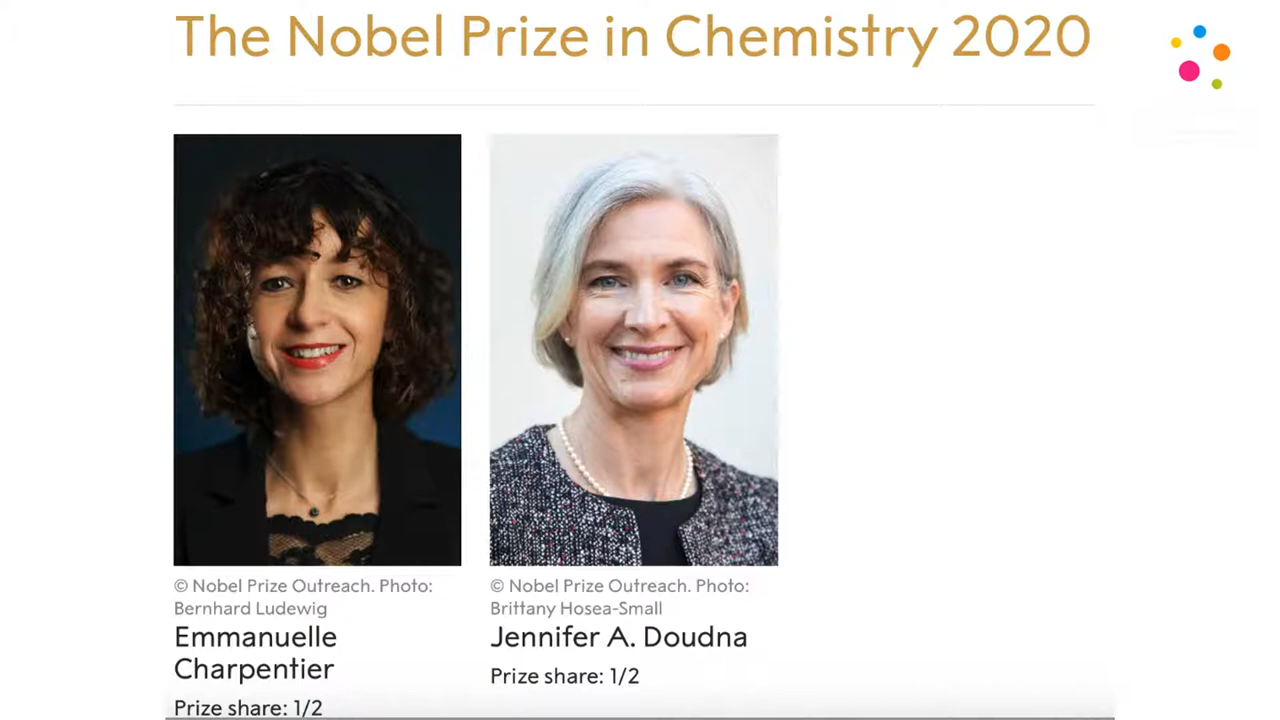 The Nobel Prize in Chemistry 2020
© Nobel Prize Outreach. Photo:
Bernhard Ludewig
Emmanuelle
Charpentier
Prize share: 1/2
© Nobel Prize Outreach. Photo:
Brittany Hosea-Small
Jennifer A. Doudna
Prize share: 1/2